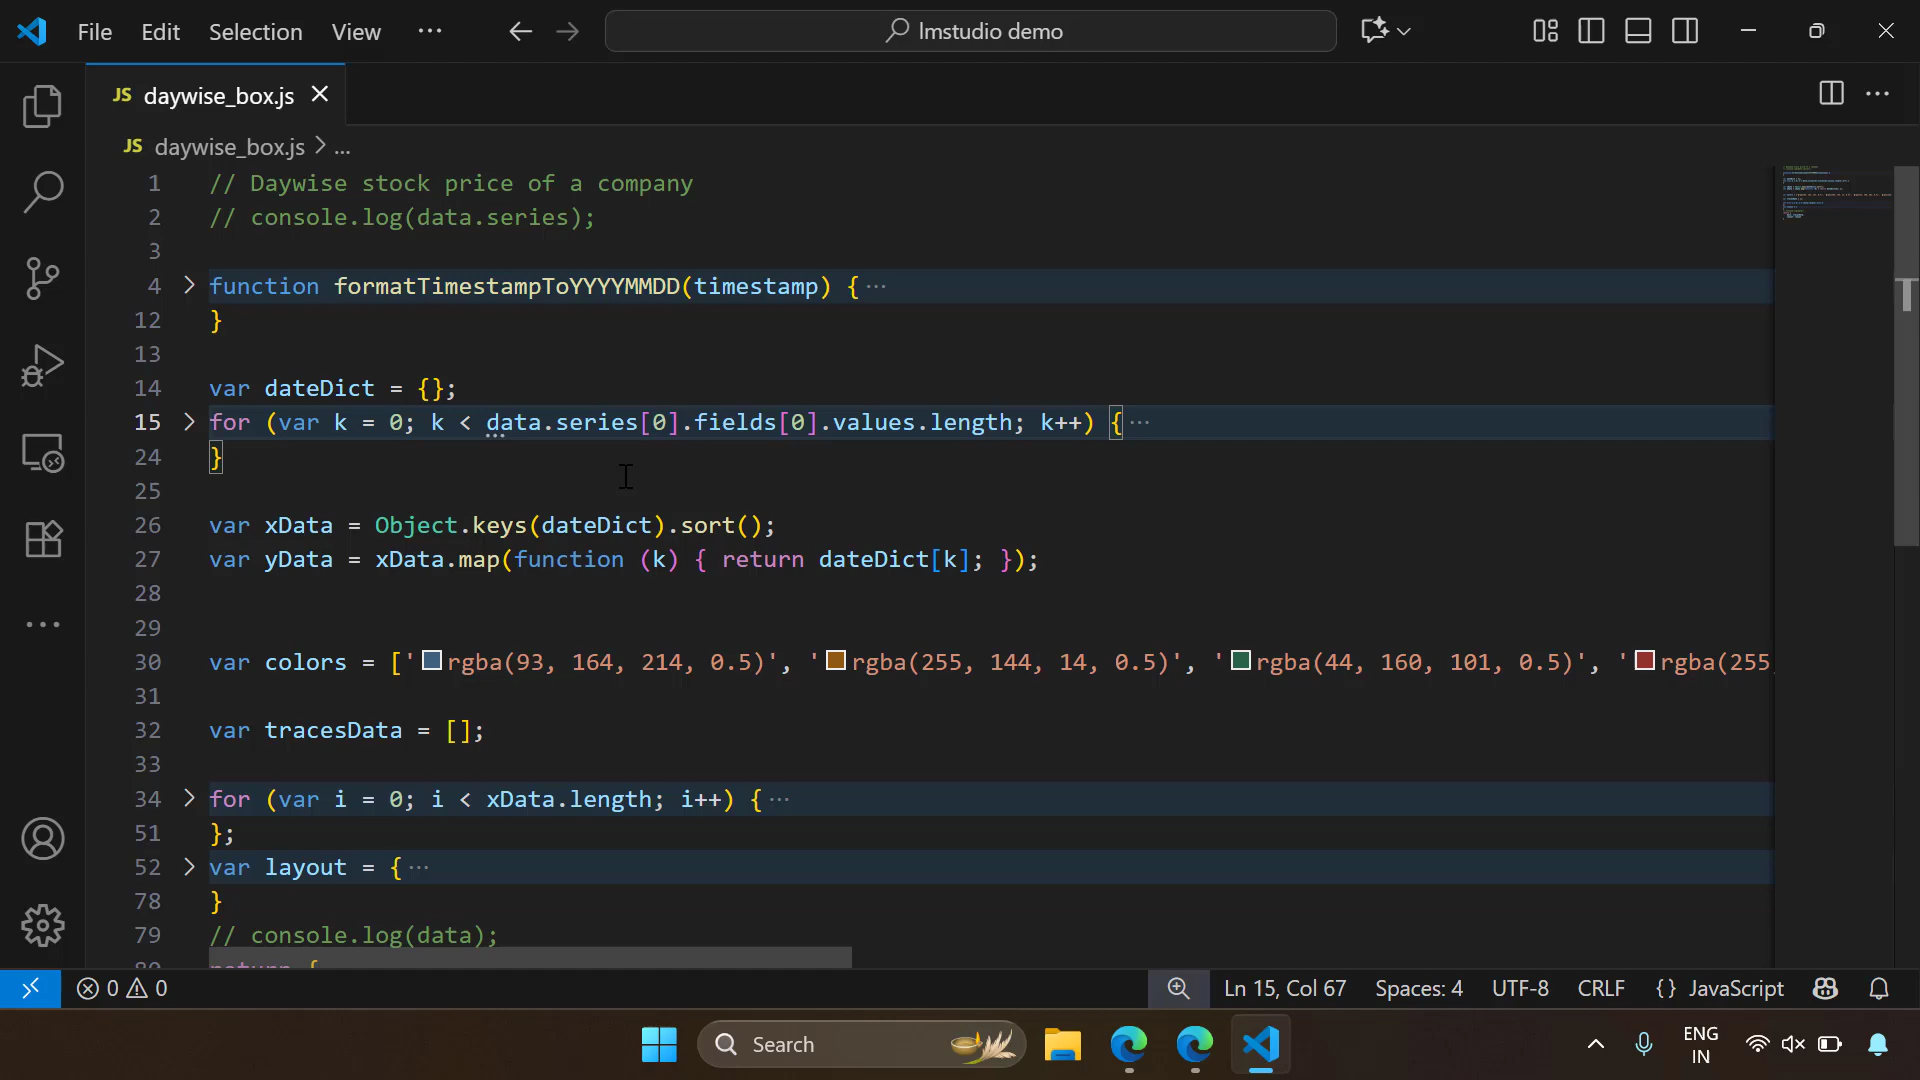 File Edit Selection View ··· lmstudio demo
JS daywise_box.js
JS daywise_box.js > ...
1 // Daywise stock price of a company
2 // console.log(data.series);
3
4 function formatTimestampToYYYYMMDD(timestamp) { ···
12 }
13
14 var dateDict = {};
15 for (var k = 0; k < data.series[0].fields[0].values.length; k++) { ···
24 }
25
26 var xData = Object.keys(dateDict).sort();
27 var yData = xData.map(function (k) { return dateDict[k]; });
28
29
30 var colors = ['rgba(93, 164, 214, 0.5)', 'rgba(255, 144, 14, 0.5)', 'rgba(44, 160, 101, 0.5)', 'rgba(255,
31
32 var tracesData = [];
33
34 for (var i = 0; i < xData.length; i++) { ···
51 };
52 var layout = { ···
78 }
79 // console.log(data);
80 return {
0 0 Ln 15, Col 67 Spaces: 4 UTF-8 CRLF {} JavaScript
Search ENG
IN